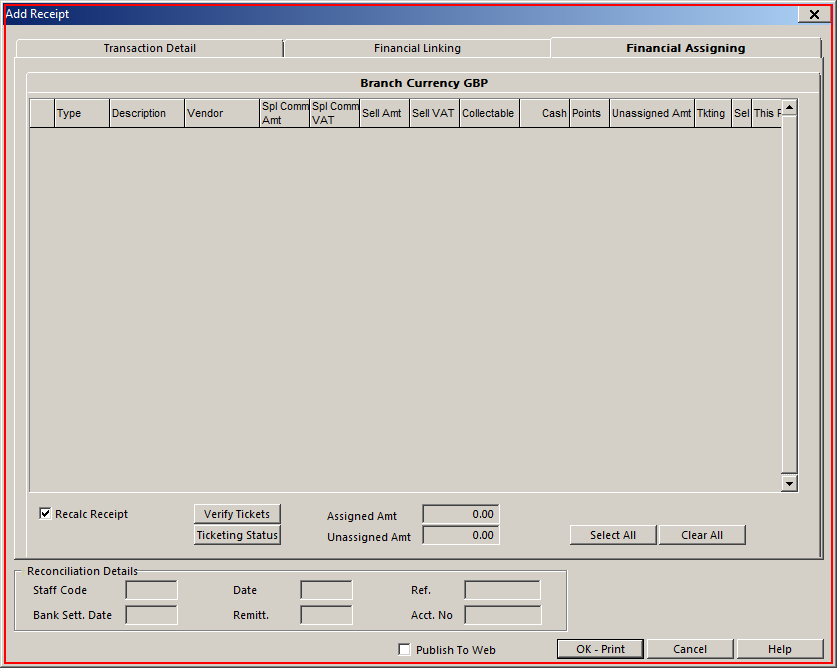 Add Receipt
Transaction Detail Financial Linking Financial Assigning
Branch Currency GBP
Type Description Vendor Spl Comm Amt Spl Comm VAT Sell Amt Sell VAT Collectable Cash Points Unassigned Amt Tkting Sel This
Recalc Receipt Verify Tickets Assigned Amt 0.00
Ticketing Status Unassigned Amt 0.00 Select All Clear All
Reconciliation Details
Staff Code Date Ref.
Bank Sett. Date Remitt. Acct. No
Publish To Web OK - Print Cancel Help